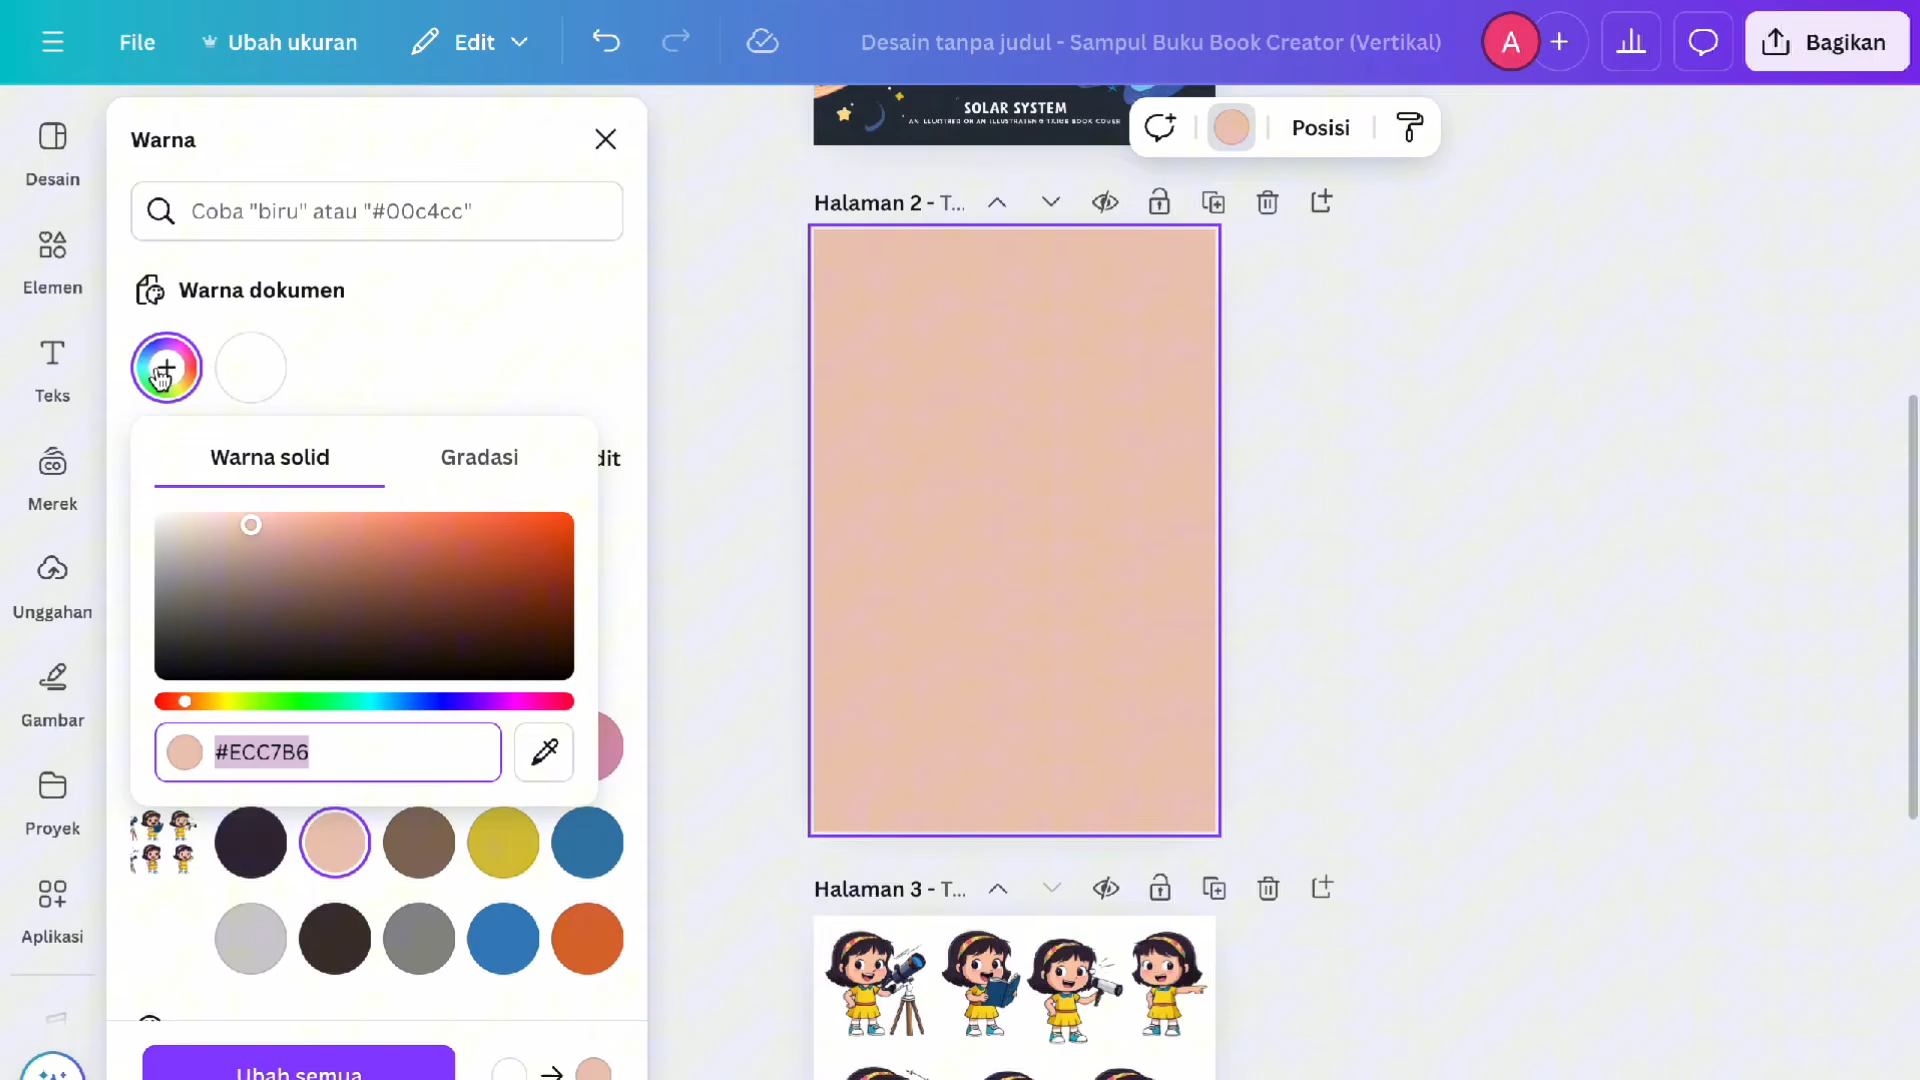 File
Ubah ukuran
Edit
Desain tanpa judul - Sampul Buku Book Creator (Vertikal)
A
Bagikan
Desain
Elemen
Teks
Merek
Unggahan
Gambar
Proyek
Aplikasi
Warna
Coba "biru" atau "#00c4cc"
Warna dokumen
Warna solid
Gradasi
dit
#ECC7B6
Ubah semua
SOLAR SYSTEM
Posisi
Halaman 2 - T...
Halaman 3 - T...